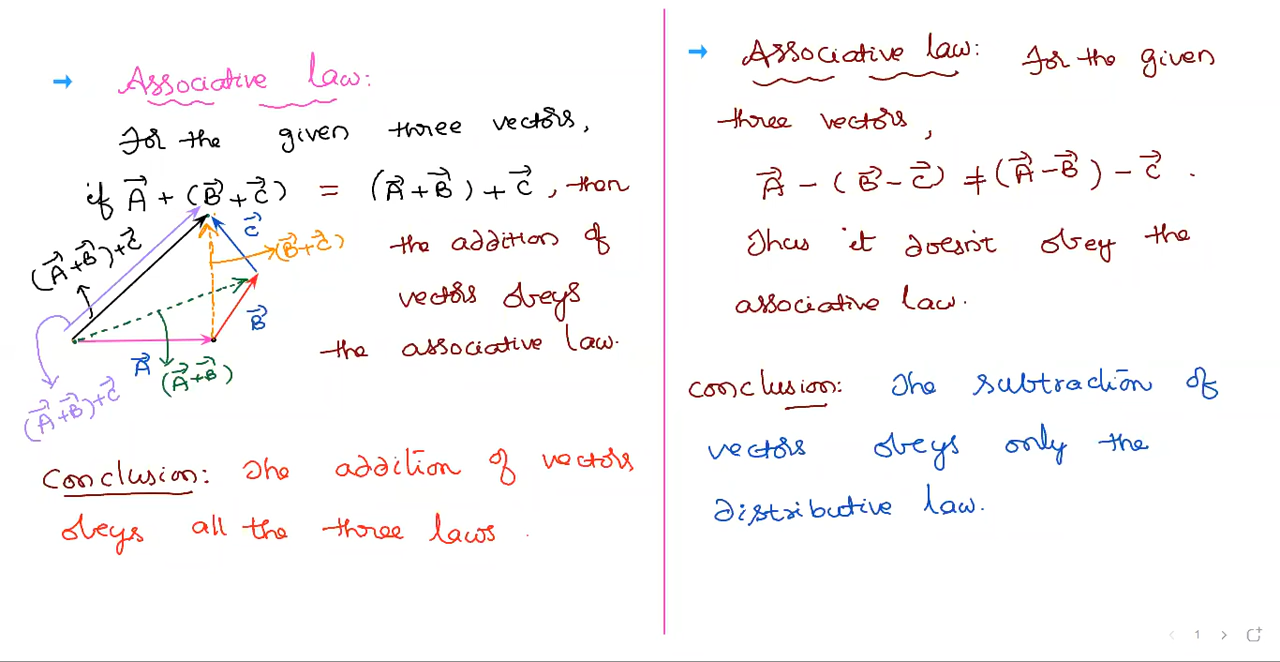 → Associative law:
For the given three vectors,
if A⃗ + (B⃗ + C⃗) = (A⃗ + B⃗) + C⃗, then
the addition of
vectors obeys
the associative law.
(A⃗+B⃗)+C⃗
C⃗
(B⃗+C⃗)
B⃗
A⃗
(A⃗+B⃗)
(A⃗+B⃗)+C⃗
Conclusion: The addition of vectors
obeys all the three laws.
→ Associative law: For the given
three vectors,
A⃗ - (B⃗ - C⃗) ≠ (A⃗ - B⃗) - C⃗.
Thus it doesn't obey the
associative law.
Conclusion: The subtraction of
vectors obeys only the
distributive law.
1